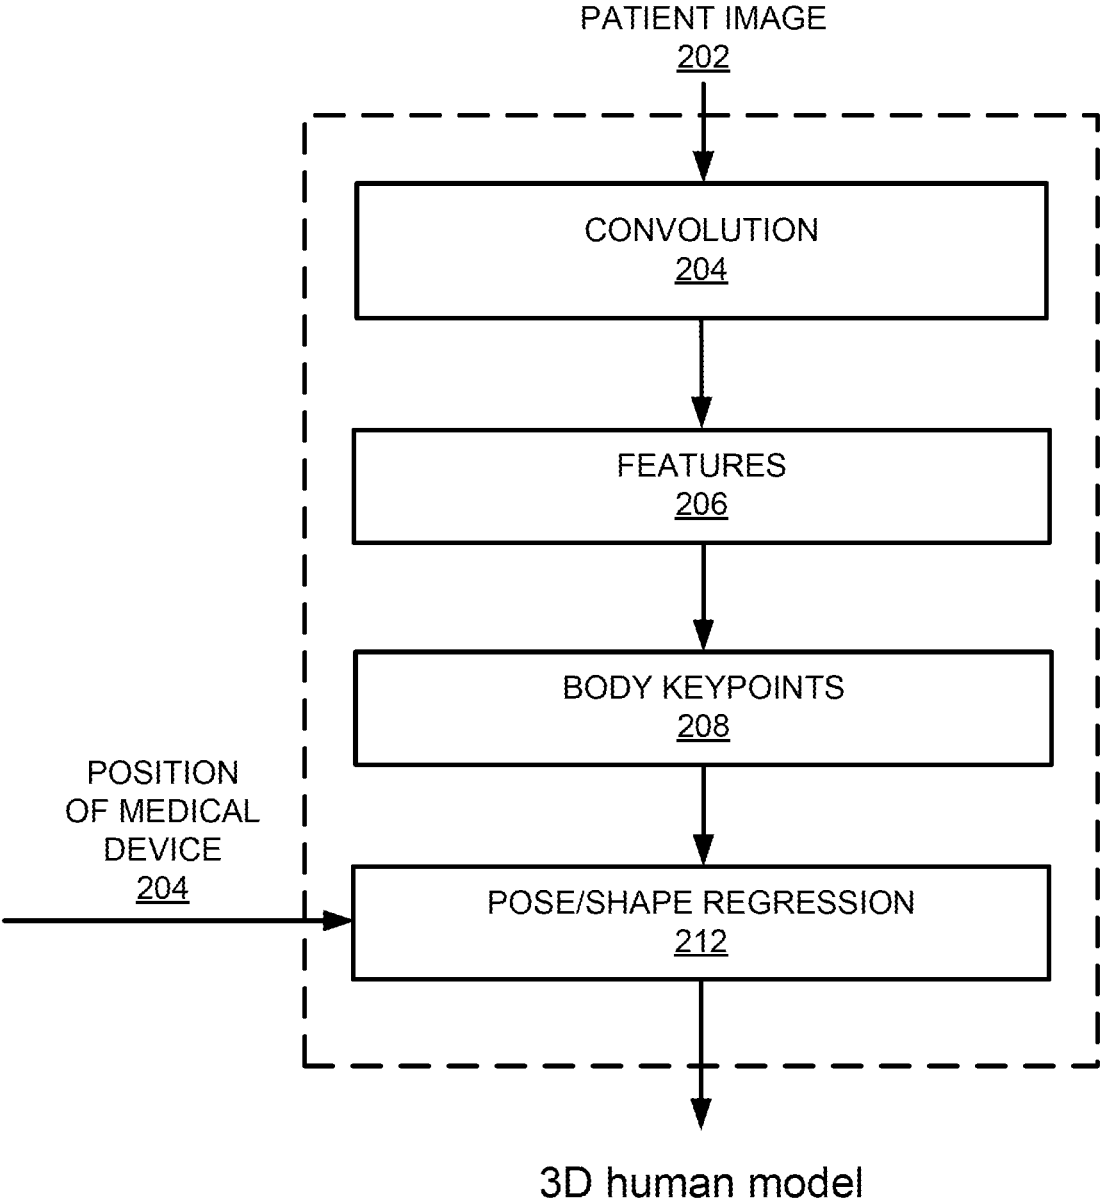 PATIENT IMAGE
202
CONVOLUTION
204
FEATURES
206
BODY KEYPOINTS
208
POSITION
OF MEDICAL
DEVICE
204
POSE/SHAPE REGRESSION
212
3D human model